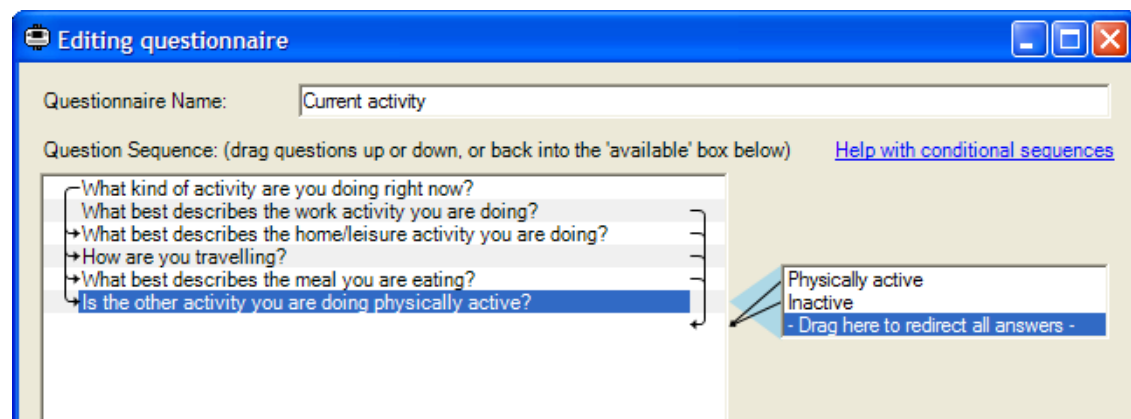 Editing questionnaire
Questionnaire Name: Current activity
Question Sequence: (drag questions up or down, or back into the 'available' box below) Help with conditional sequences
What kind of activity are you doing right now?
What best describes the work activity you are doing?
What best describes the home/leisure activity you are doing?
How are you travelling?
What best describes the meal you are eating?
Is the other activity you are doing physically active?
Physically active
Inactive
- Drag here to redirect all answers -